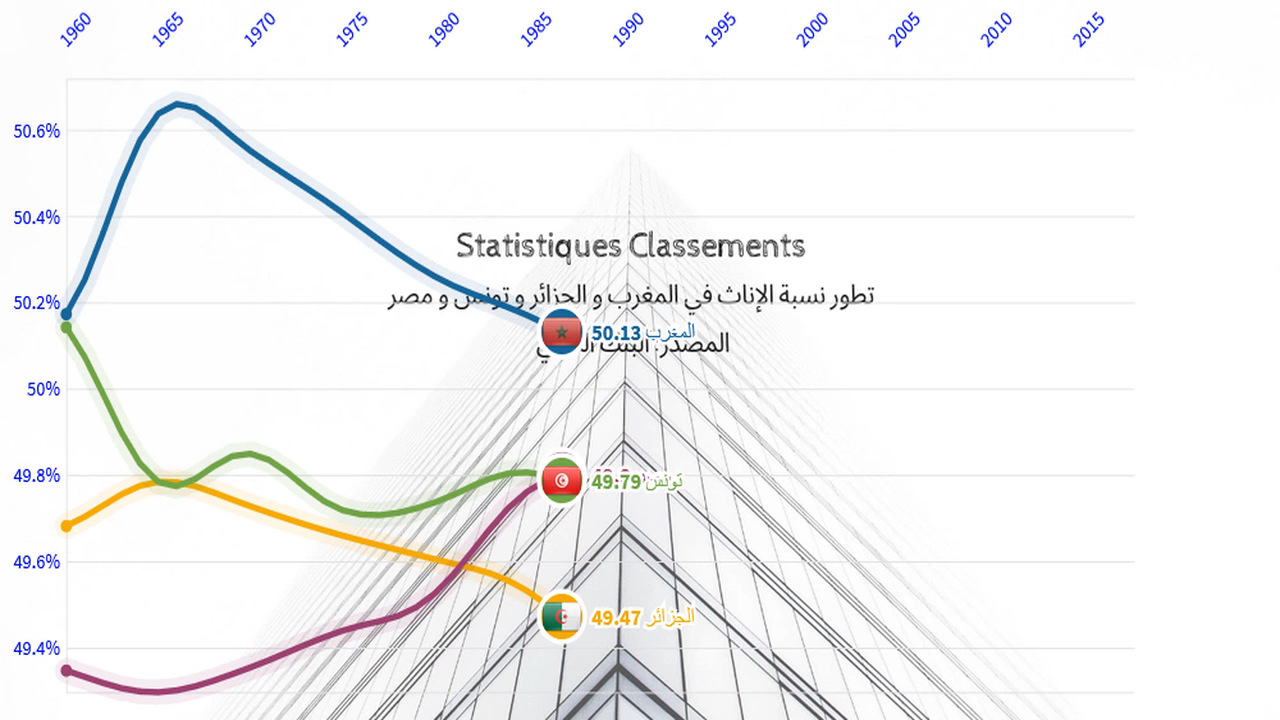 1960 1965 1970 1975 1980 1985 1990 1995 2000 2005 2010 2015
50.6%
50.4%
Statistiques Classements
تطور نسبة الإناث في المغرب و الجزائر و تونس و مصر
50.2%
50.13 المغرب
المصدر: البنك
50%
49.8%
49.79 تونس
49.6%
49.47 الجزائر
49.4%